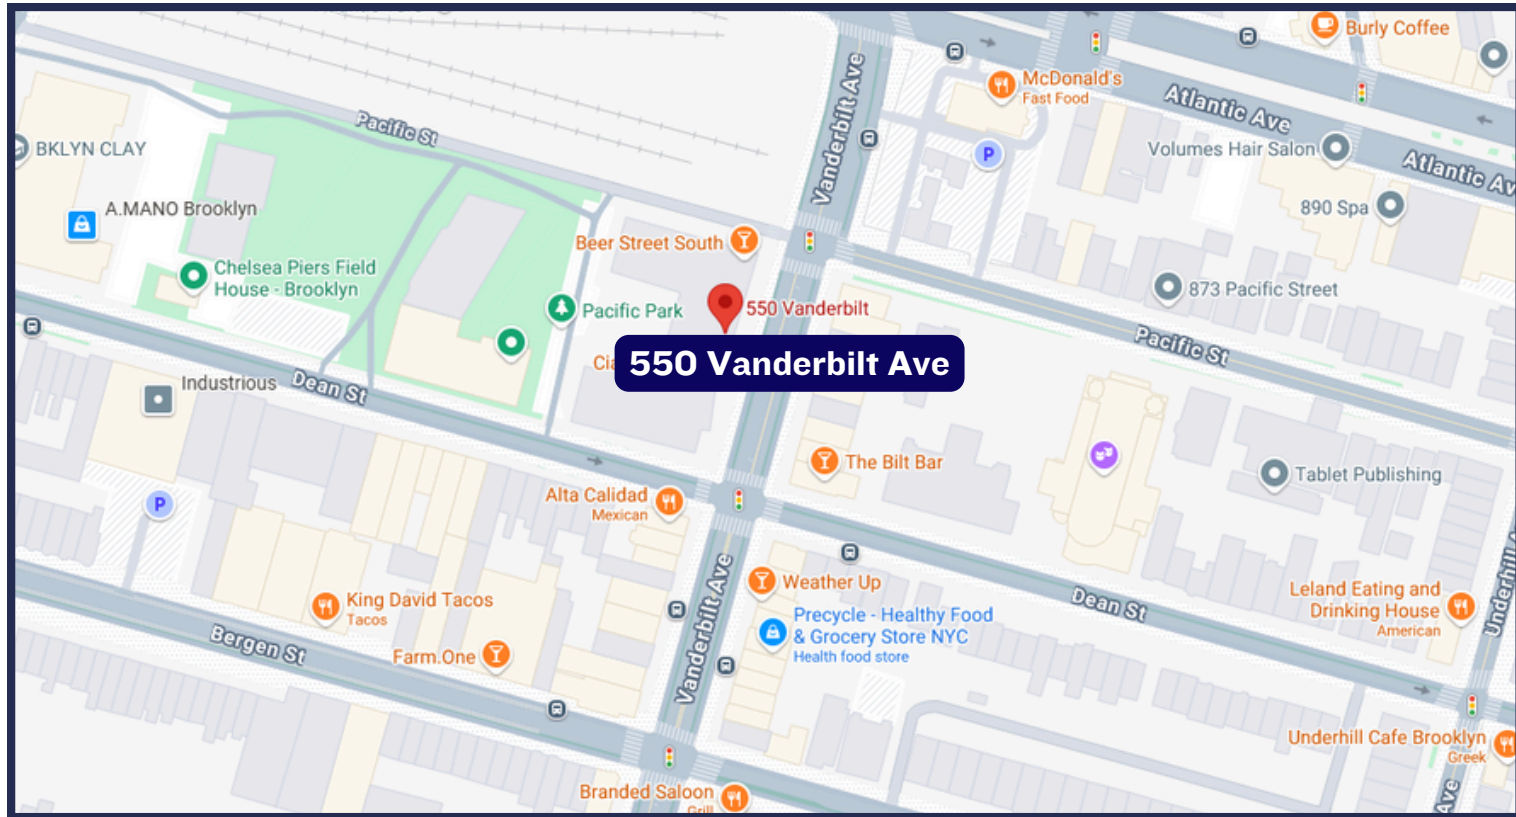 Burly Coffee
McDonald's
Fast Food
Atlantic Ave
Vanderbilt Ave
Pacific St
BKLYN CLAY
P
Volumes Hair Salon
Atlantic Av
A.MANO Brooklyn
890 Spa
Beer Street South
Chelsea Piers Field
House - Brooklyn
873 Pacific Street
Pacific Park
550 Vanderbilt
Pacific St
550 Vanderbilt Ave
Industrious
Dean St
The Bilt Bar
Tablet Publishing
Alta Calidad
Mexican
P
Weather Up
Leland Eating and
Drinking House
American
Underhill A
King David Tacos
Tacos
Precycle - Healthy Food
& Grocery Store NYC
Health food store
Dean St
Vanderbilt Ave
Bergen St
Farm.One
Underhill Cafe Brooklyn
Greek
Branded Saloon
Grill
Ave